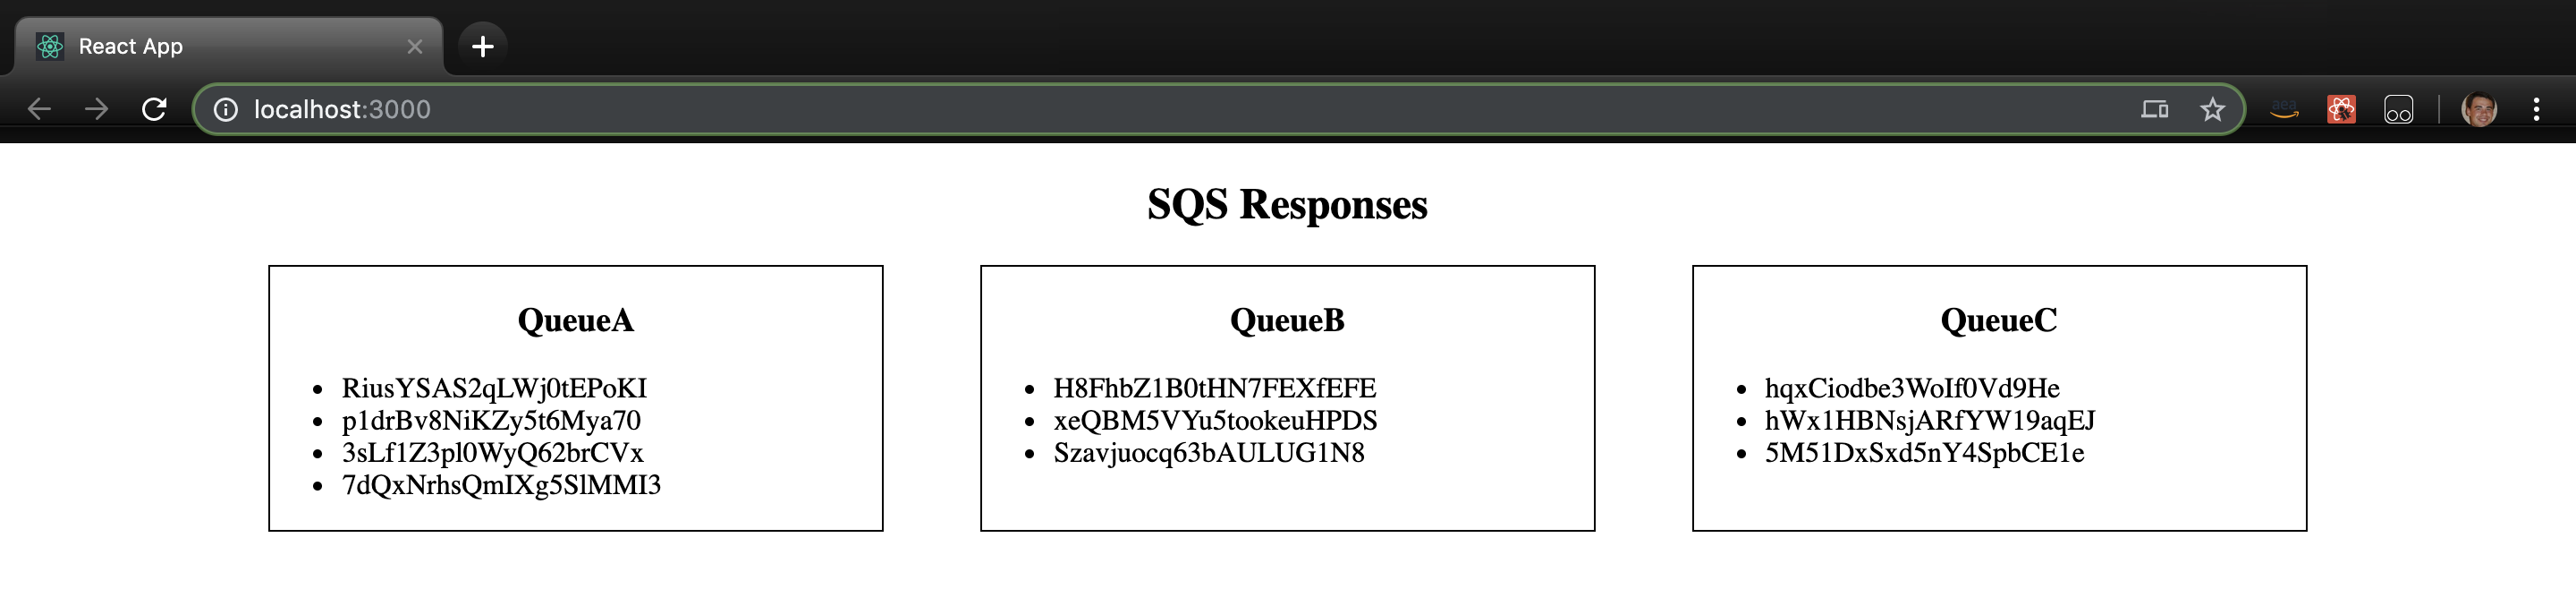 React App
localhost:3000
aea
SQS Responses
QueueA
RiusYSAS2qLWj0tEPoKI
p1drBv8NiKZy5t6Mya70
3sLf1Z3pl0WyQ62brCVx
7dQxNrhsQmIXg5SlMMI3
QueueB
H8FhbZ1B0tHN7FEXfEFE
xeQBM5VYu5tookeuHPDS
Szavjuocq63bAULUG1N8
QueueC
hqxCiodbe3WoIf0Vd9He
hWx1HBNsjARfYW19aqEJ
5M51DxSxd5nY4SpbCE1e